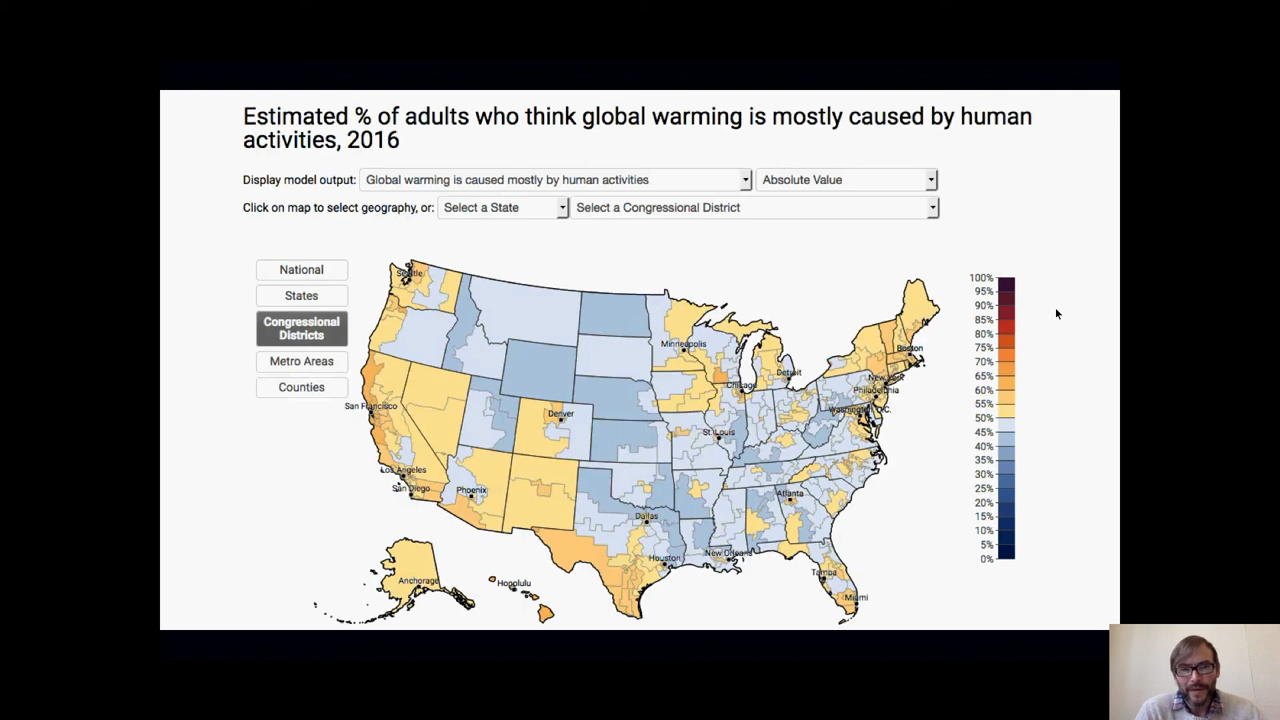 Estimated % of adults who think global warming is mostly caused by human
activities, 2016
Display model output: Global warming is caused mostly by human activities Absolute Value
Click on map to select geography, or: Select a State Select a Congressional District
National
States
Congressional
Districts
Metro Areas
Counties
Seattle
Minneapolis
Boston
Detroit
New York
Chicago
Philadelphia
San Francisco
Denver
Washington, D.C.
St. Louis
Los Angeles
San Diego
Phoenix
Atlanta
Dallas
New Orleans
Houston
Tampa
Anchorage
Honolulu
Miami
100%
95%
90%
85%
80%
75%
70%
65%
60%
55%
50%
45%
40%
35%
30%
25%
20%
15%
10%
5%
0%